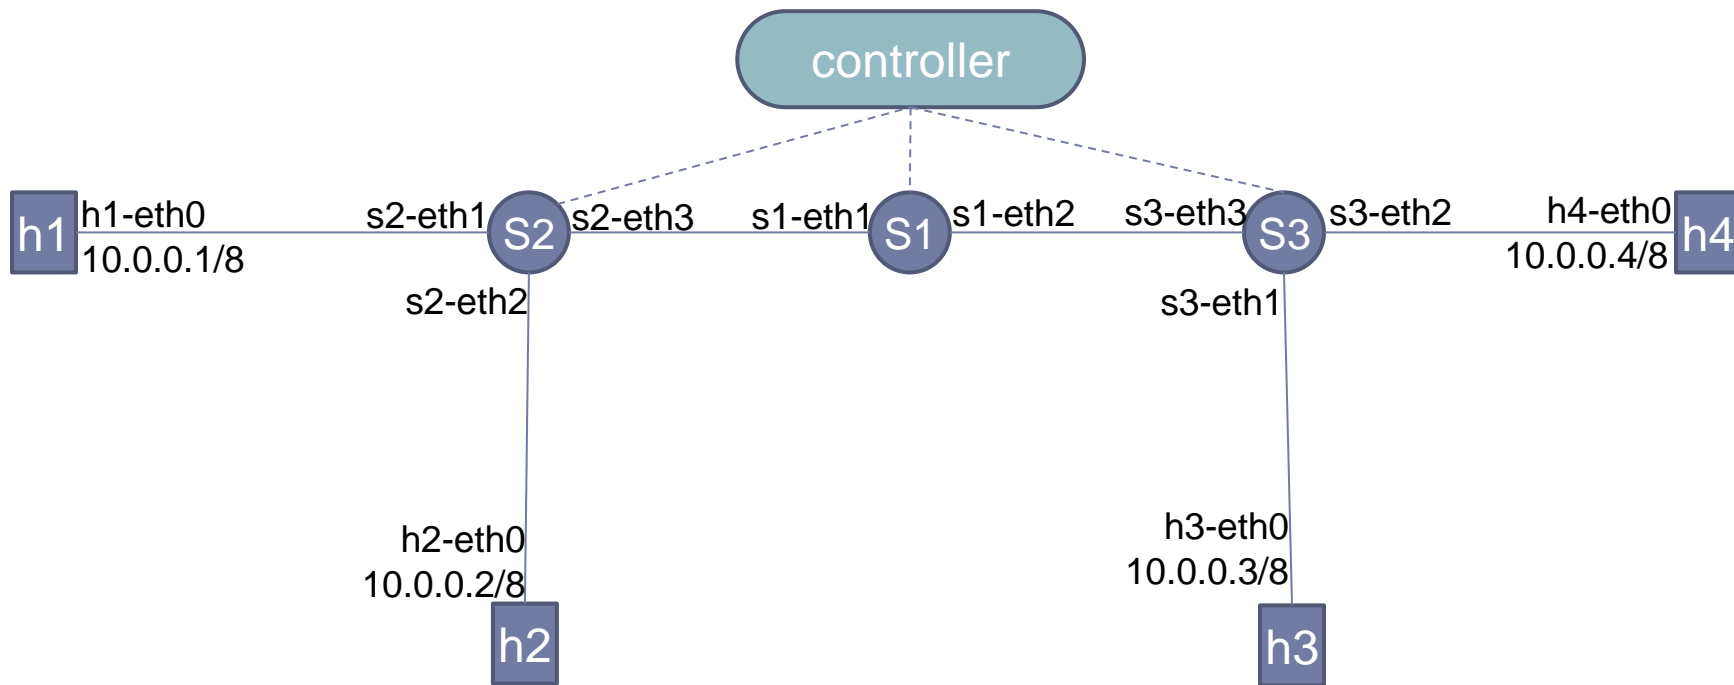 controller
h1
h1-eth0
10.0.0.1/8
s2-eth1
S2
s2-eth3
s2-eth2
s1-eth1
S1
s1-eth2
s3-eth3
S3
s3-eth2
s3-eth1
h4-eth0
10.0.0.4/8
h4
h2-eth0
10.0.0.2/8
h2
h3-eth0
10.0.0.3/8
h3